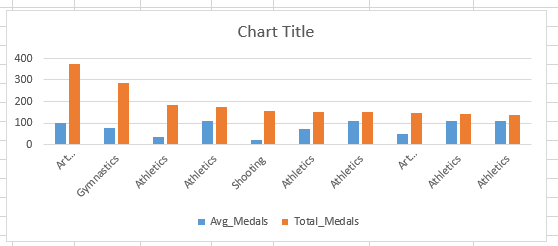 Chart Title
400
300
200
100
0
Art...
Gymnastics
Athletics
Athletics
Shooting
Athletics
Athletics
Art...
Athletics
Athletics
Avg_Medals Total_Medals